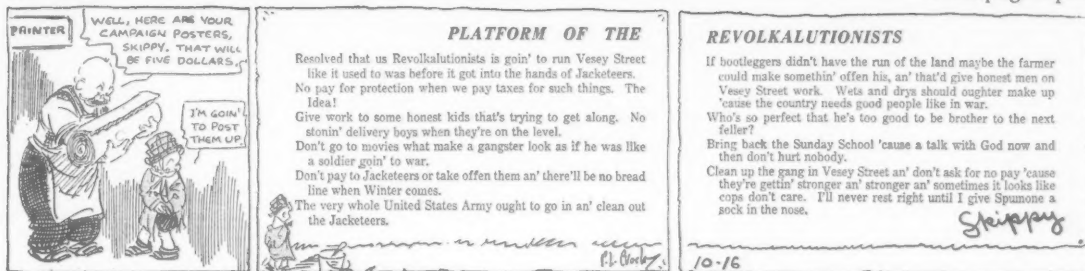 PRINTER
WELL, HERE ARE YOUR
CAMPAIGN POSTERS,
SKIPPY. THAT WILL
BE FIVE DOLLARS.
I'M GOIN'
TO POST
THEM UP.
PLATFORM OF THE
Resolved that us Revolkalutionists is goin' to run Vesey Street
like it used to was before it got into the hands of Jacketeers.
No pay for protection when we pay taxes for such things. The
Idea!
Give work to some honest kids that's trying to get along. No
stonin' delivery boys when they're on the level.
Don't go to movies what make a gangster look as if he was like
a soldier goin' to war.
Don't pay to Jacketeers or take offen them an' there'll be no bread
line when Winter comes.
The very whole United States Army ought to go in an' clean out
the Jacketeers.
P.L. Crosby
REVOLKALUTIONISTS
If bootleggers didn't have the run of the land maybe the farmer
could make somethin' offen his, an' that'd give honest men on
Vesey Street work. Wets and drys should oughter make up
'cause the country needs good people like in war.
Who's so perfect that he's too good to be brother to the next
feller?
Bring back the Sunday School 'cause a talk with God now and
then don't hurt nobody.
Clean up the gang in Vesey Street an' don't ask for no pay 'cause
they're gettin' stronger an' stronger an' sometimes it looks like
cops don't care. I'll never rest right until I give Spumone a
sock in the nose.
Skippy
10-16